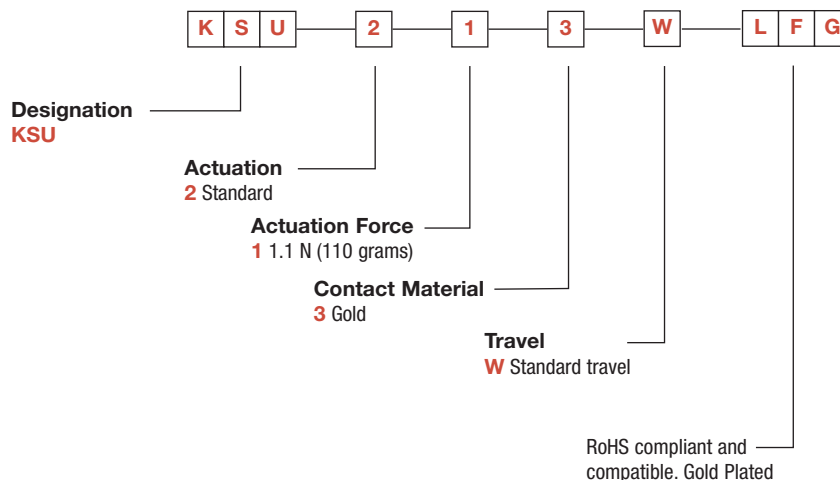 K S U 2 1 3 W L F G
Designation
KSU
Actuation
2 Standard
Actuation Force
1 1.1 N (110 grams)
Contact Material
3 Gold
Travel
W Standard travel
RoHS compliant and
compatible. Gold Plated